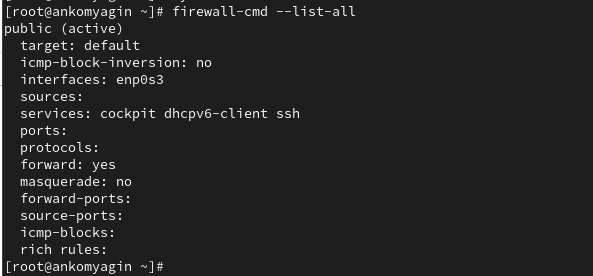 [root@ankomyagin ~]# firewall-cmd --list-all
public (active)
  target: default
  icmp-block-inversion: no
  interfaces: enp0s3
  sources:
  services: cockpit dhcpv6-client ssh
  ports:
  protocols:
  forward: yes
  masquerade: no
  forward-ports:
  source-ports:
  icmp-blocks:
  rich rules:
[root@ankomyagin ~]#